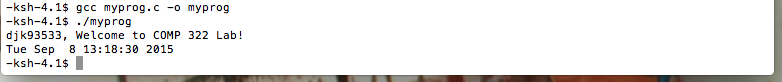 -ksh-4.1$ gcc myprog.c -o myprog
-ksh-4.1$ ./myprog
djk93533, Welcome to COMP 322 Lab!
Tue Sep  8 13:18:30 2015
-ksh-4.1$